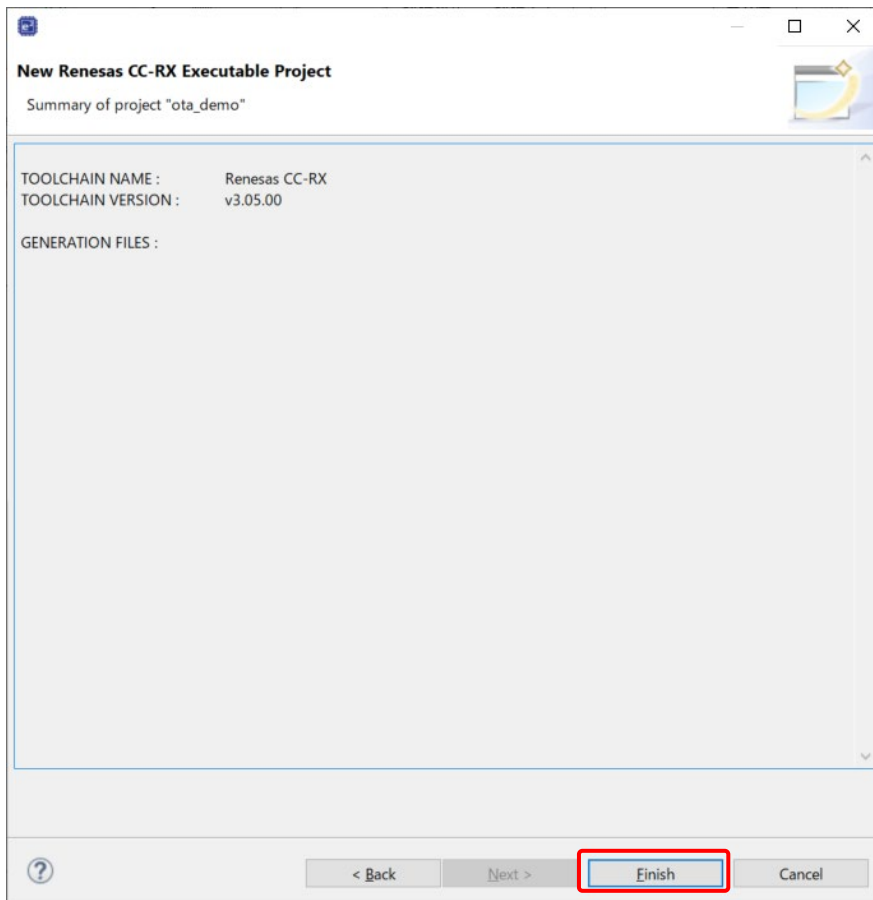 New Renesas CC-RX Executable Project
Summary of project "ota_demo"
TOOLCHAIN NAME : Renesas CC-RX
TOOLCHAIN VERSION : v3.05.00
GENERATION FILES :
? < Back Next > Finish Cancel